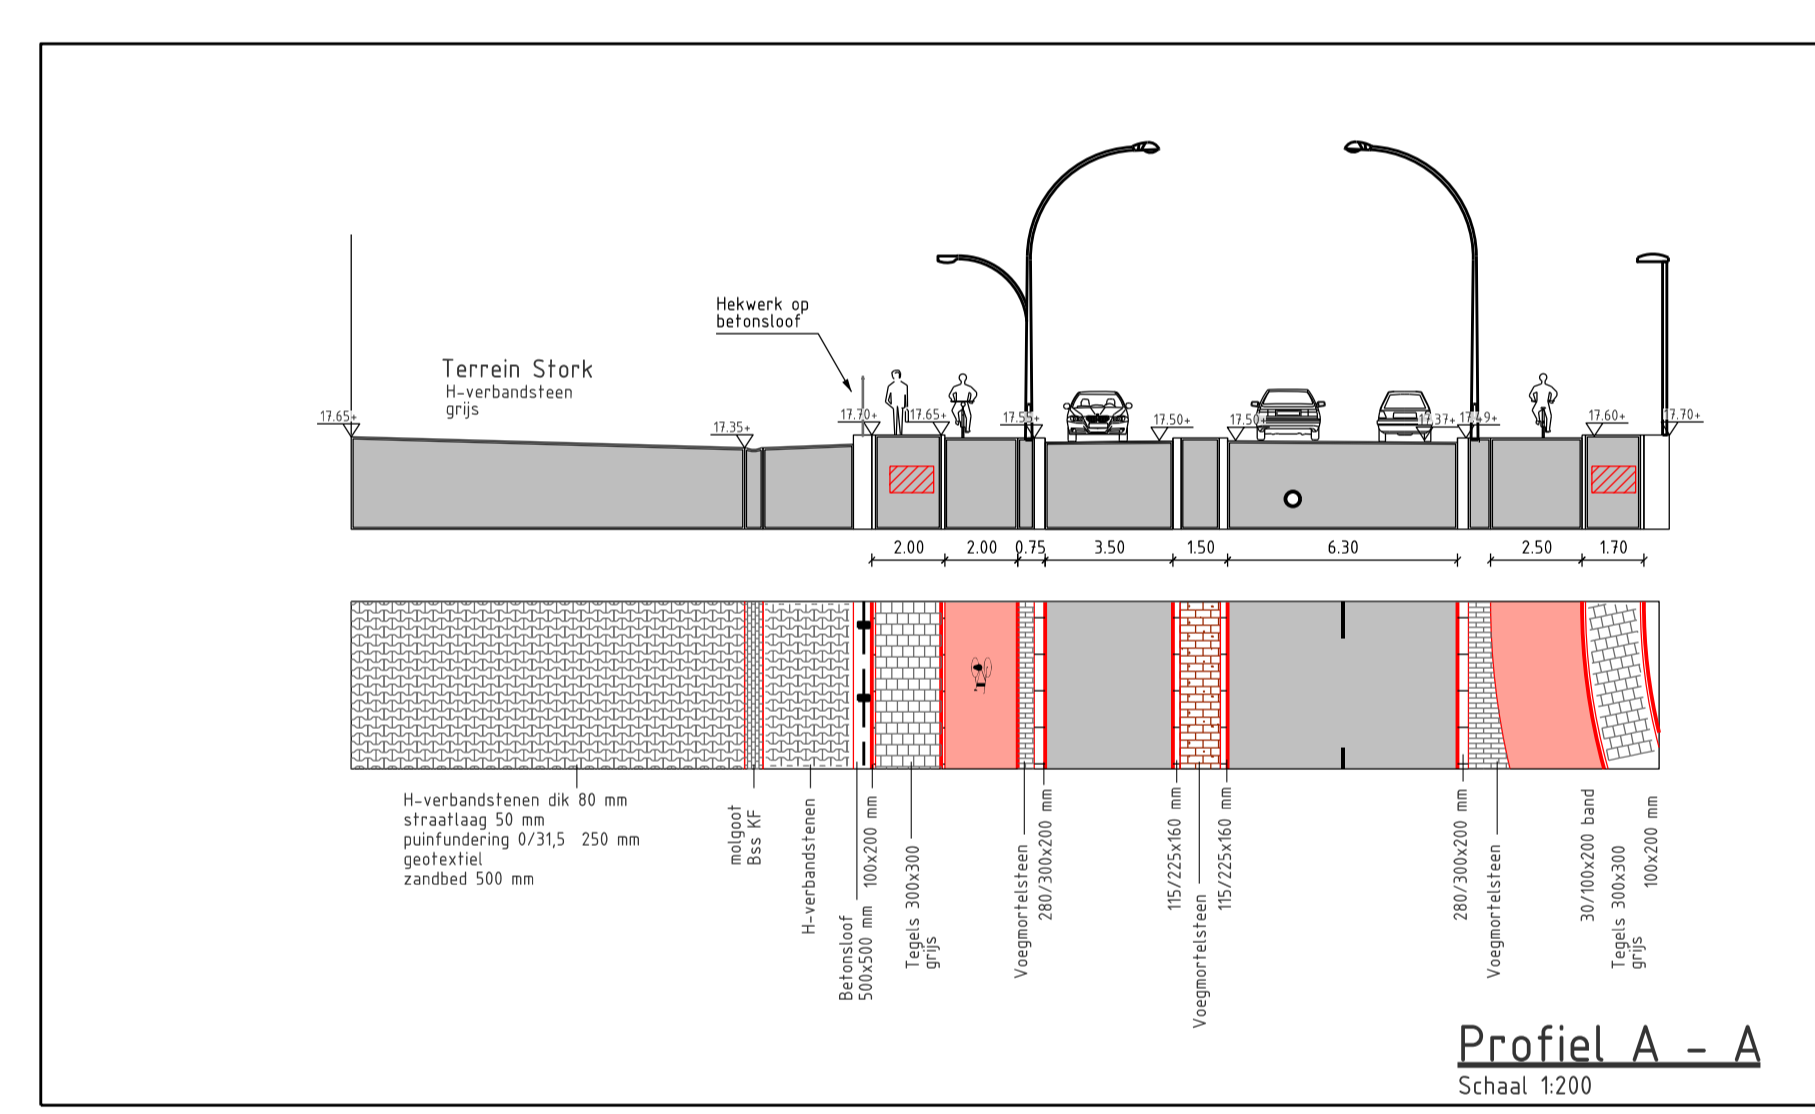 Hekwerk op
betonsloof
Terrein Stork
H-verbandsteen
grijs
17.65+
17.35+
17.70+
17.65+
17.55+
17.50+
17.50+
17.37+
17.49+
17.60+
17.70+
2.00
2.00
0.75
3.50
1.50
6.30
2.50
1.70
H-verbandstenen dik 80 mm
straatlaag 50 mm
puinfundering 0/31,5 250 mm
geotextiel
zandbed 500 mm
molgoot
Bss KF
H-verbandstenen
Betonsloof
500x500 mm
100x200 mm
Tegels 300x300
grijs
Voegmortelsteen
280/300x200 mm
115/225x160 mm
Voegmortelsteen
115/225x160 mm
280/300x200 mm
Voegmortelsteen
30/100x200 band
Tegels 300x300
grijs
100x200 mm
Profiel A - A
Schaal 1:200